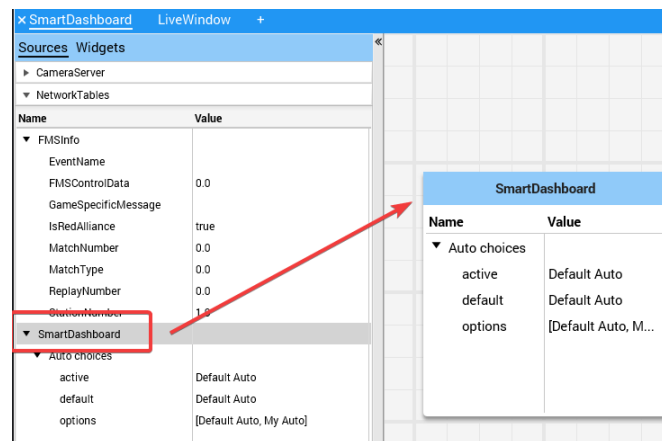 SmartDashboard LiveWindow +
Sources Widgets
CameraServer
NetworkTables
Name Value
FMSInfo
EventName
FMSControlData 0.0
GameSpecificMessage
IsRedAlliance true
MatchNumber 0.0
MatchType 0.0
ReplayNumber 0.0
StationNumber 1.0
SmartDashboard
Auto choices
active Default Auto
default Default Auto
options [Default Auto, My Auto]
SmartDashboard
Name Value
Auto choices
active Default Auto
default Default Auto
options [Default Auto, M...